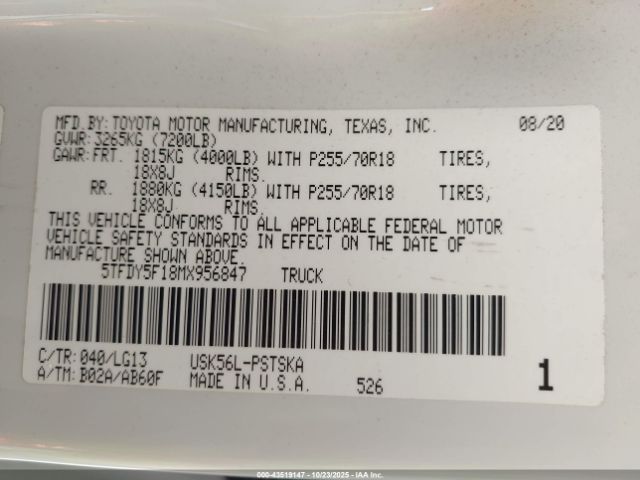 MFD.BY:TOYOTA MOTOR MANUFACTURING, TEXAS, INC. 08/20
GVWR:3265KG (7200LB)
GAWR:FRT. 1815KG (4000LB) WITH P255/70R18 TIRES,
18X8J RIMS.
RR. 1880KG (4150LB) WITH P255/70R18 TIRES,
18X8J RIMS.
THIS VEHICLE CONFORMS TO ALL APPLICABLE FEDERAL MOTOR
VEHICLE SAFETY STANDARDS IN EFFECT ON THE DATE OF
MANUFACTURE SHOWN ABOVE.
5TFDY5F18MX956847 TRUCK
C/TR:040/LG13 USK56L-PSTSKA
A/TM:B02A/AB60F MADE IN U.S.A. 526 1
000-43519147 - 10/23/2025 - IAA Inc.